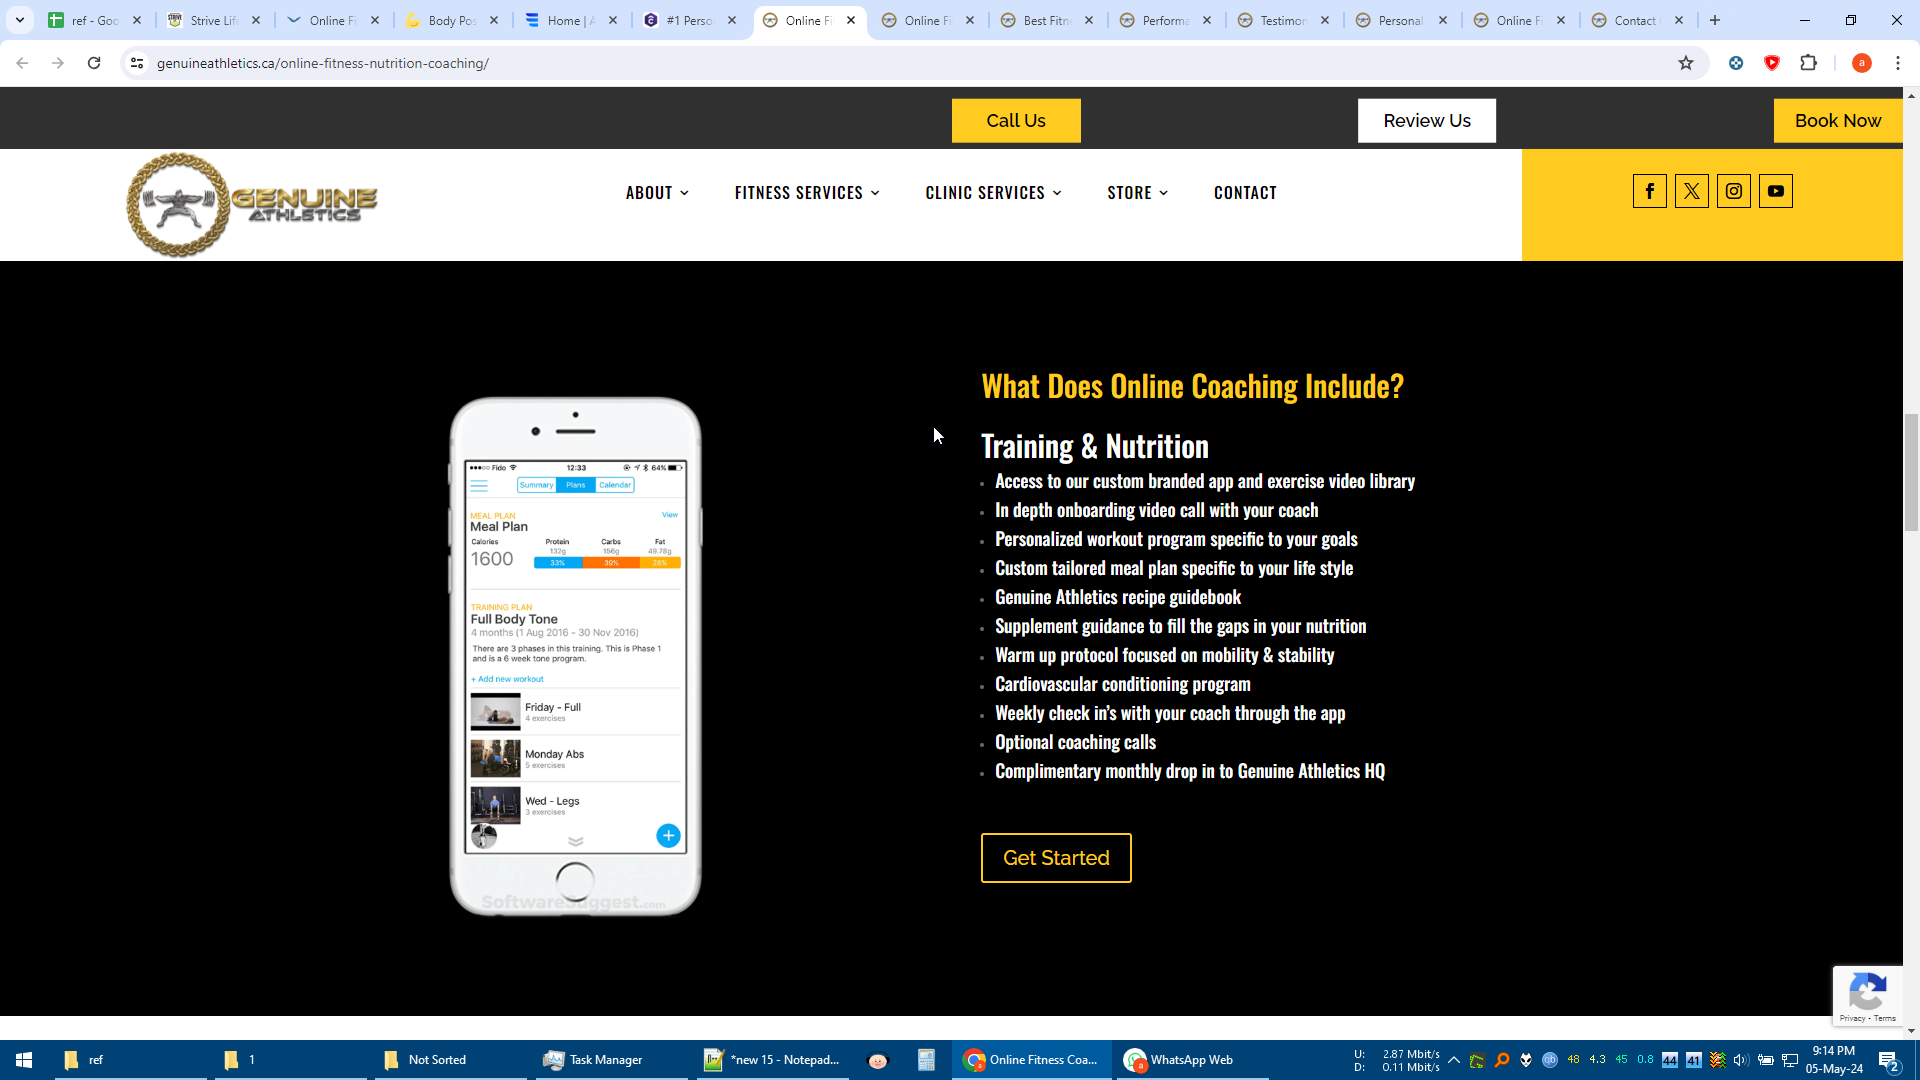 ref - Goo
Strive Life
Online Fi
Body Pos
Home | A
#1 Perso
Online Fi
Online Fi
Best Fitne
Performa
Testimon
Personal
Online Fi
Contact
genuineathletics.ca/online-fitness-nutrition-coaching/
a
Call Us
Review Us
Book Now
GENUINE
ATHLETICS
ABOUT
FITNESS SERVICES
CLINIC SERVICES
STORE
CONTACT
What Does Online Coaching Include?
Training & Nutrition
Access to our custom branded app and exercise video library
In depth onboarding video call with your coach
Personalized workout program specific to your goals
Custom tailored meal plan specific to your life style
Genuine Athletics recipe guidebook
Supplement guidance to fill the gaps in your nutrition
Warm up protocol focused on mobility & stability
Cardiovascular conditioning program
Weekly check in’s with your coach through the app
Optional coaching calls
Complimentary monthly drop in to Genuine Athletics HQ
Get Started
Fido 12:33 64%
Summary Plans Calendar
MEAL PLAN
Meal Plan View
Calories Protein Carbs Fat
1600 132g 156g 49.78g
33% 39% 28%
TRAINING PLAN
Full Body Tone
4 months (1 Aug 2016 - 30 Nov 2016)
There are 3 phases in this training. This is Phase 1
and is a 6 week tone program.
+ Add new workout
Friday - Full
4 exercises
Monday Abs
5 exercises
Wed - Legs
3 exercises
SoftwareSuggest.com
Privacy - Terms
ref
1
Not Sorted
Task Manager
*new 15 - Notepad...
Online Fitness Coa...
WhatsApp Web
U: 2.87 Mbit/s
D: 0.11 Mbit/s
48 4.3 45 0.8 44 41
9:14 PM
05-May-24
2